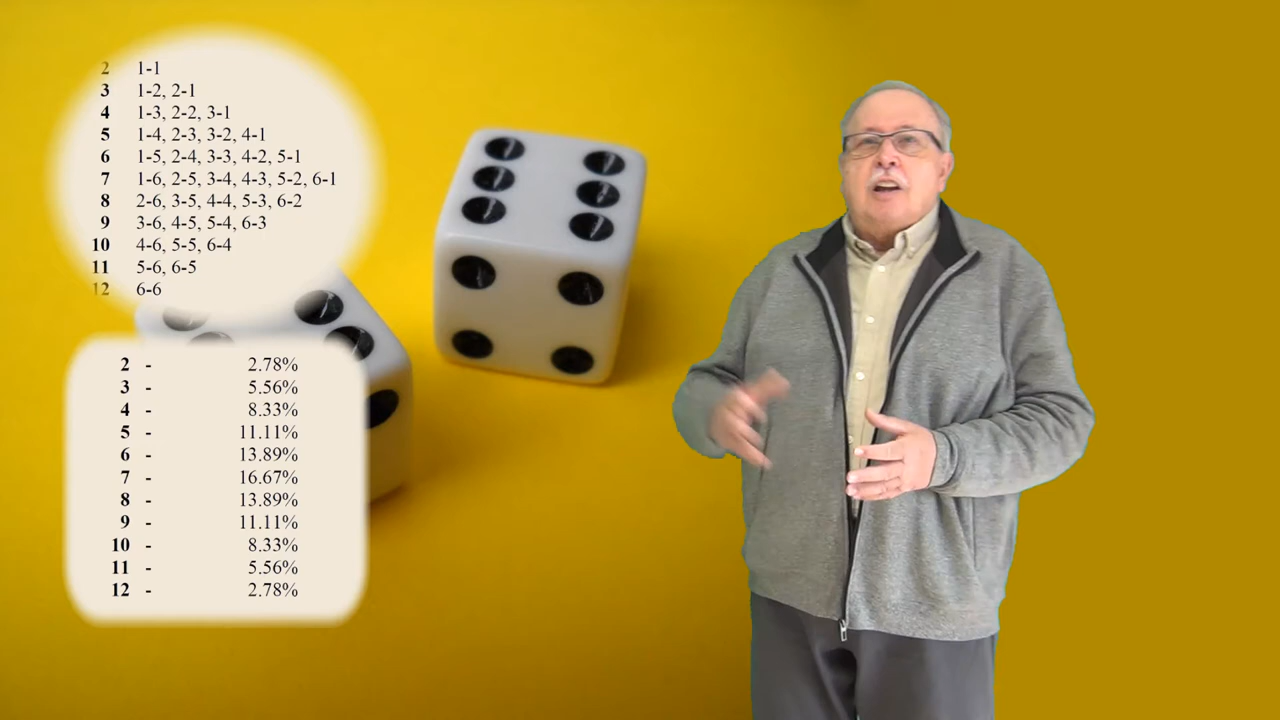 2 1-1
3 1-2, 2-1
4 1-3, 2-2, 3-1
5 1-4, 2-3, 3-2, 4-1
6 1-5, 2-4, 3-3, 4-2, 5-1
7 1-6, 2-5, 3-4, 4-3, 5-2, 6-1
8 2-6, 3-5, 4-4, 5-3, 6-2
9 3-6, 4-5, 5-4, 6-3
10 4-6, 5-5, 6-4
11 5-6, 6-5
12 6-6
2 - 2.78%
3 - 5.56%
4 - 8.33%
5 - 11.11%
6 - 13.89%
7 - 16.67%
8 - 13.89%
9 - 11.11%
10 - 8.33%
11 - 5.56%
12 - 2.78%